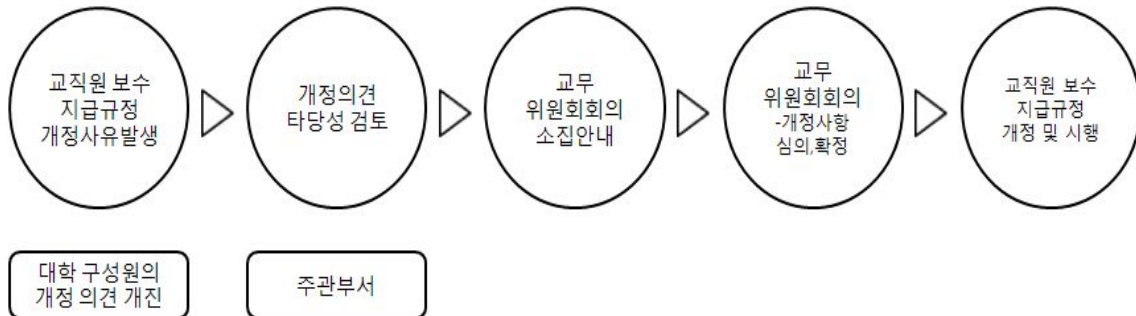 교직원 보수
지급규정
개정사유발생
개정의견
타당성 검토
교무
위원회회의
소집안내
교무
위원회회의
-개정사항
심의,확정
교직원 보수
지급규정
개정 및 시행
대학 구성원의
개정 의견 개진
주관부서